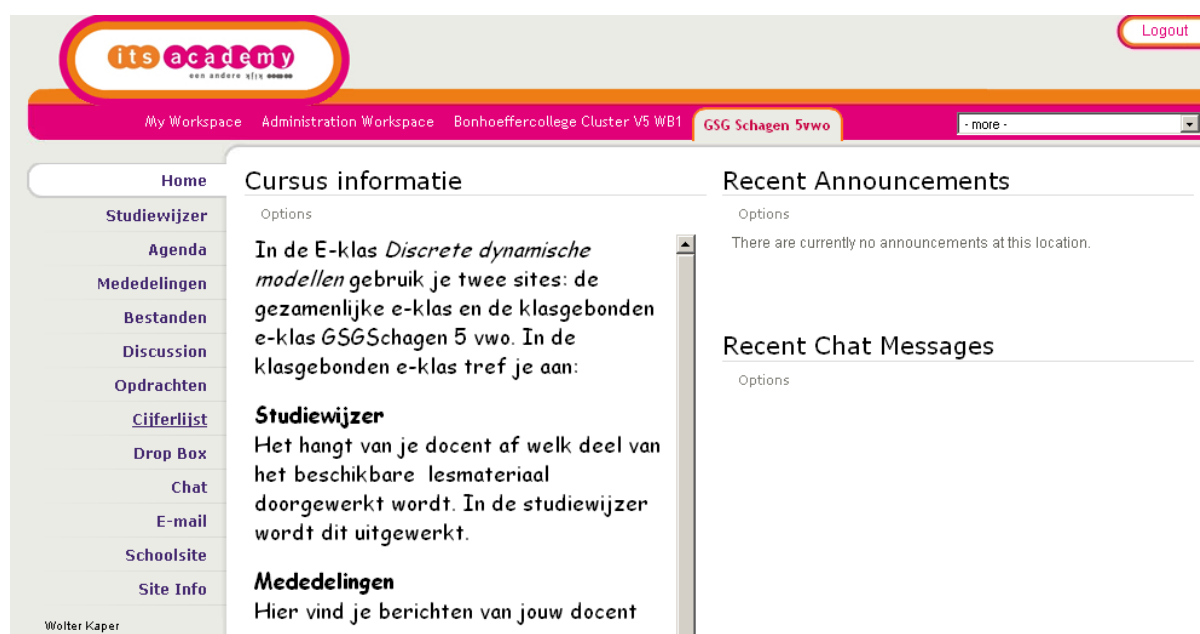 its academy
een andere kijk
Logout
My Workspace Administration Workspace Bonhoeffercollege Cluster V5 WB1 GSG Schagen 5vwo - more -
Home
Studiewijzer
Agenda
Mededelingen
Bestanden
Discussion
Opdrachten
Cijferlijst
Drop Box
Chat
E-mail
Schoolsite
Site Info
Wolter Kaper
Cursus informatie
Options
In de E-klas Discrete dynamische
modellen gebruik je twee sites: de
gezamenlijke e-klas en de klasgebonden
e-klas GSGSchagen 5 vwo. In de
klasgebonden e-klas tref je aan:
Studiewijzer
Het hangt van je docent af welk deel van
het beschikbare lesmateriaal
doorgewerkt wordt. In de studiewijzer
wordt dit uitgewerkt.
Mededelingen
Hier vind je berichten van jouw docent
Recent Announcements
Options
There are currently no announcements at this location.
Recent Chat Messages
Options